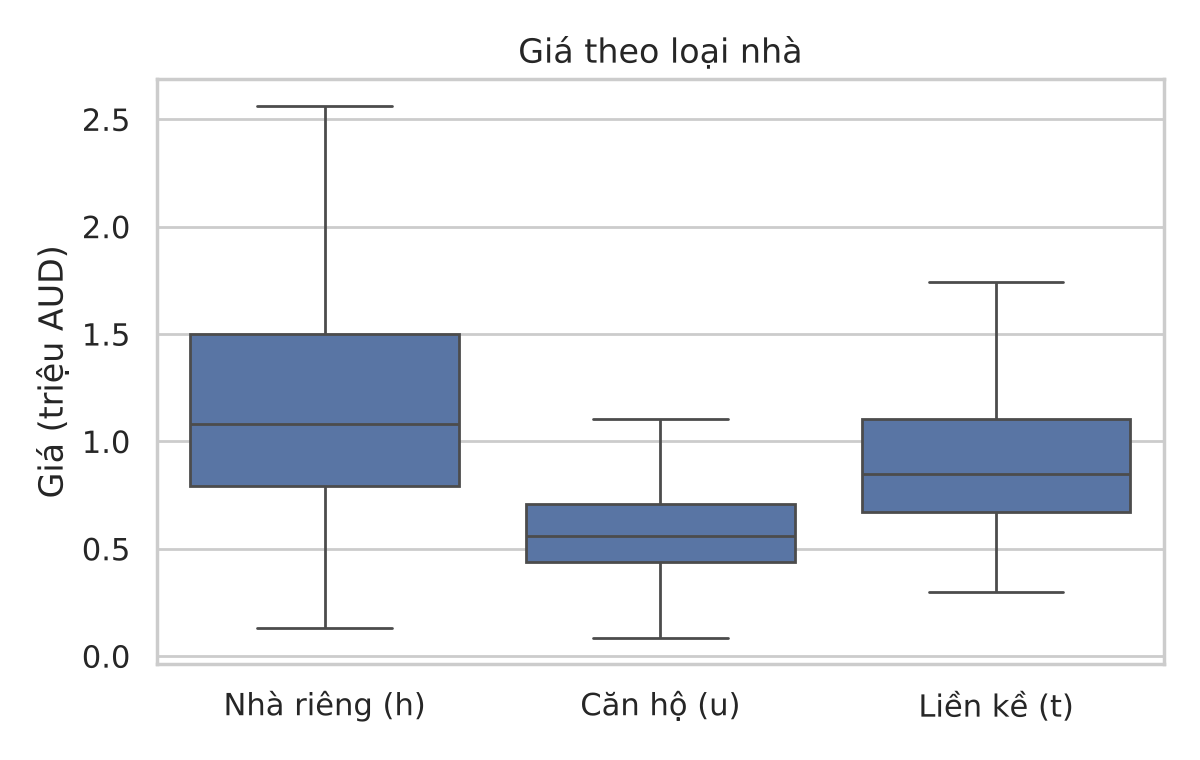 Giá theo loại nhà
Giá (triệu AUD)
2.5
2.0
1.5
1.0
0.5
0.0
Nhà riêng (h)
Căn hộ (u)
Liền kề (t)